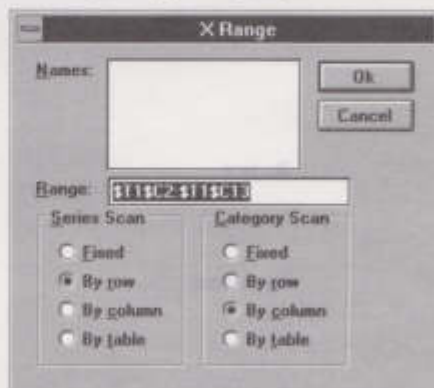 X Range
Names:
Ok
Cancel
Range:
Series Scan
Category Scan
Fixed
Fixed
By row
By row
By column
By column
By table
By table